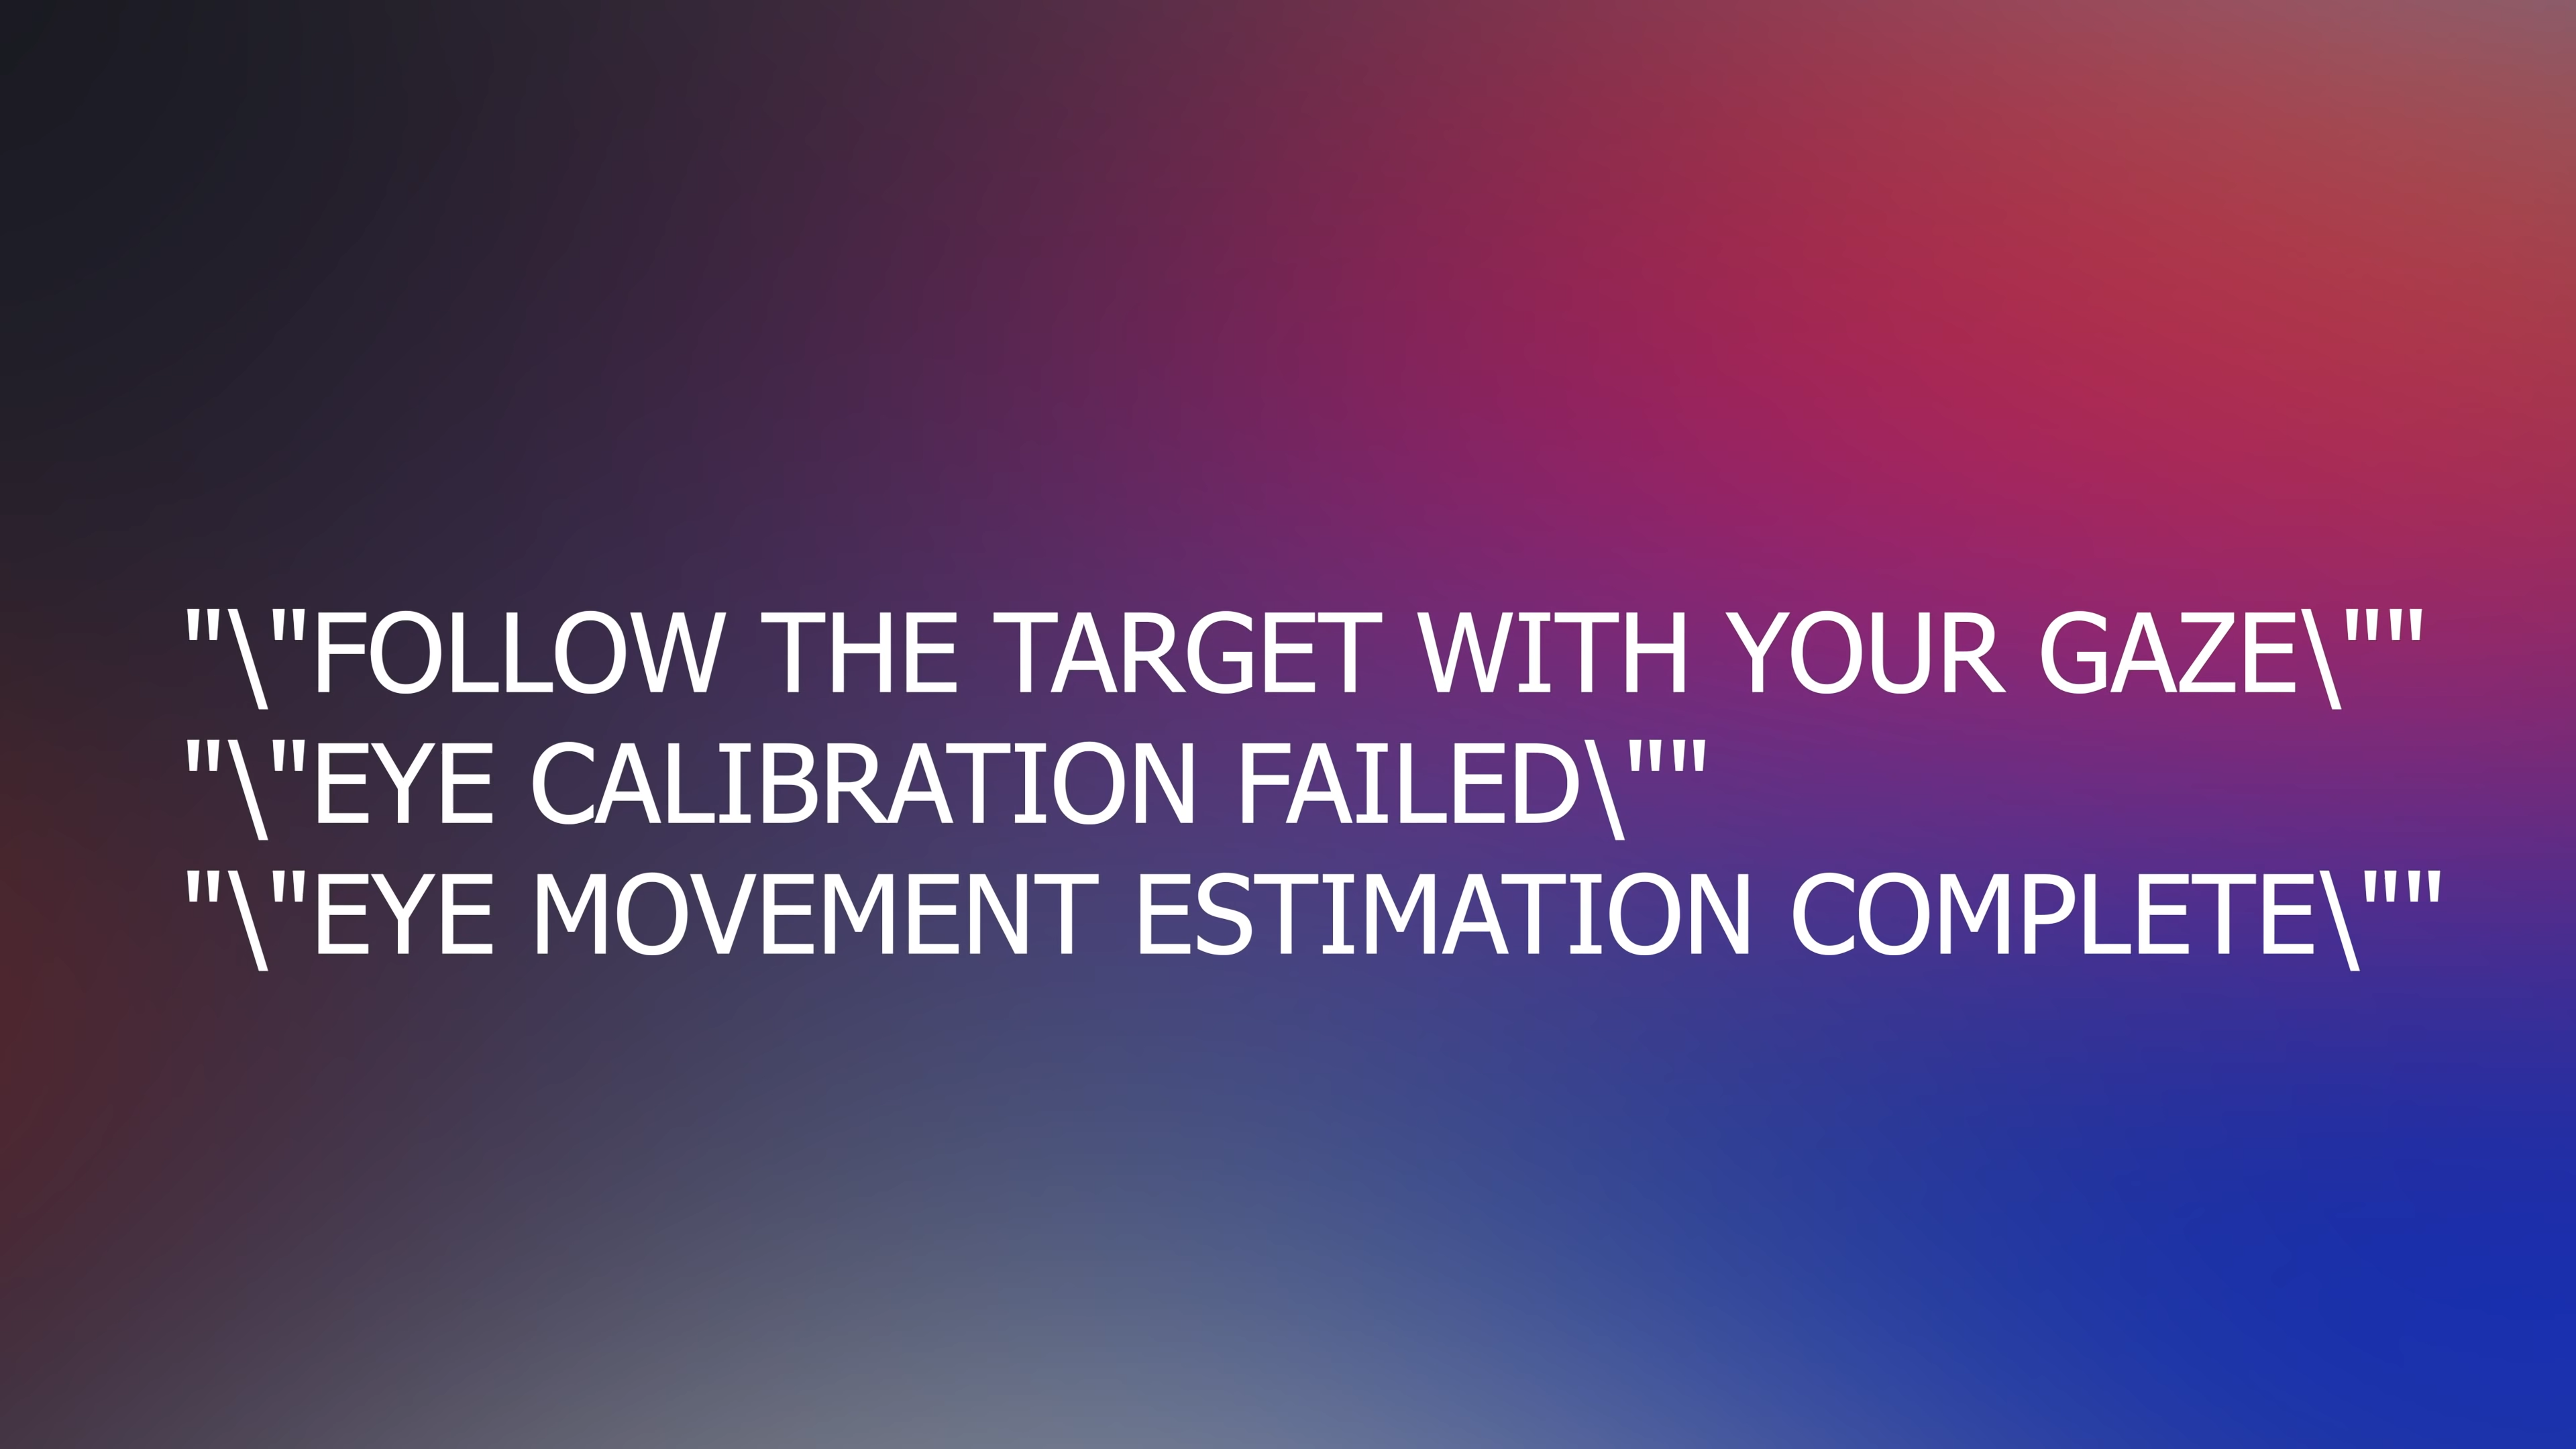 "\"FOLLOW THE TARGET WITH YOUR GAZE\""
"\"EYE CALIBRATION FAILED\""
"\"EYE MOVEMENT ESTIMATION COMPLETE\""